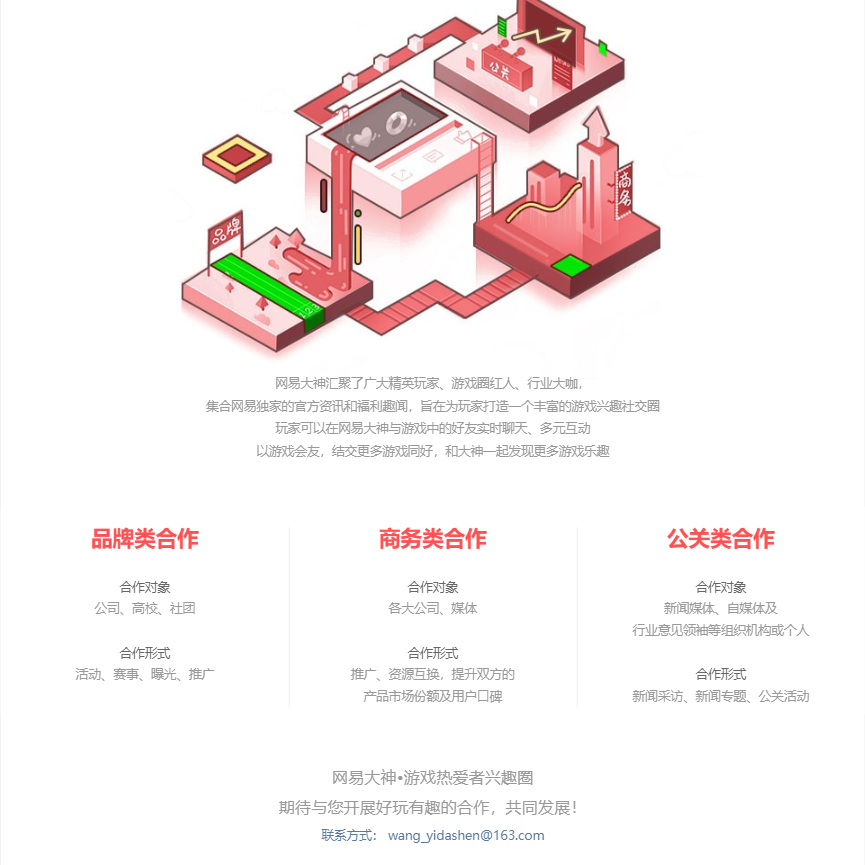 公关
NEWS
商务
品牌
123
网易大神汇聚了广大精英玩家、游戏圈红人、行业大咖，
集合网易独家的官方资讯和福利趣闻，旨在为玩家打造一个丰富的游戏兴趣社交圈
玩家可以在网易大神与游戏中的好友实时聊天、多元互动
以游戏会友，结交更多游戏同好，和大神一起发现更多游戏乐趣
品牌类合作
合作对象
公司、高校、社团
合作形式
活动、赛事、曝光、推广
商务类合作
合作对象
各大公司、媒体
合作形式
推广、资源互换，提升双方的
产品市场份额及用户口碑
公关类合作
合作对象
新闻媒体、自媒体及
行业意见领袖等组织机构或个人
合作形式
新闻采访、新闻专题、公关活动
网易大神•游戏热爱者兴趣圈
期待与您开展好玩有趣的合作，共同发展！
联系方式： wang_yidashen@163.com